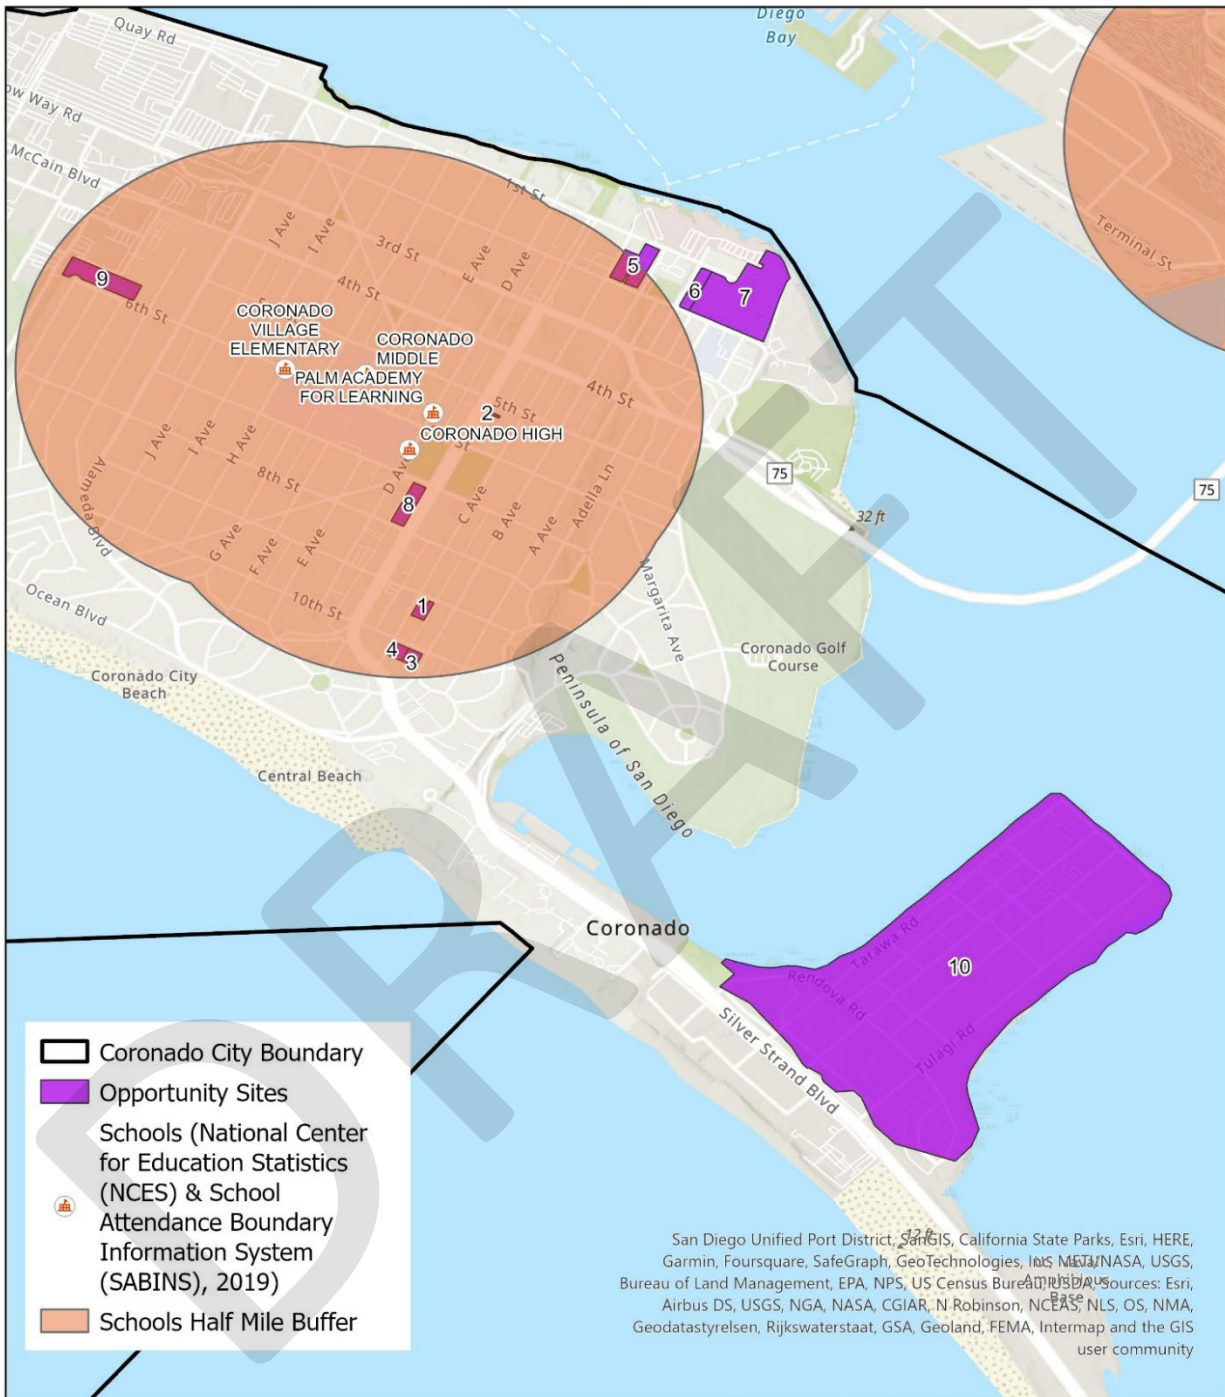 Diego
Bay
Quay Rd
ow Way Rd
McCain Blvd
1st St
J Ave
I Ave
3rd St
E Ave
D Ave
Terminal St
5
6
7
9
4th St
6th St
CORONADO
VILLAGE
ELEMENTARY
CORONADO
MIDDLE
PALM ACADEMY
FOR LEARNING
4th St
2
5th St
CORONADO HIGH
St
J Ave
I Ave
H Ave
75
75
Alameda Blvd
8th St
D Ave
8
C Ave
B Ave
A Ave
Adella Ln
32 ft
G Ave
F Ave
E Ave
Ocean Blvd
10th St
1
Margarita Ave
4
3
Coronado Golf
Course
Coronado City
Beach
Peninsula of San Diego
Central Beach
DRAFT
Coronado
Tarawa Rd
10
Rendova Rd
Tulagi Rd
Silver Strand Blvd
Coronado City Boundary
Opportunity Sites
Schools (National Center
for Education Statistics
(NCES) & School
Attendance Boundary
Information System
(SABINS), 2019)
Schools Half Mile Buffer
12 ft
US Naval
Amphibious
Base
San Diego Unified Port District, SanGIS, California State Parks, Esri, HERE,
Garmin, Foursquare, SafeGraph, GeoTechnologies, Inc, METI/NASA, USGS,
Bureau of Land Management, EPA, NPS, US Census Bureau, USDA, Sources: Esri,
Airbus DS, USGS, NGA, NASA, CGIAR, N Robinson, NCEAS, NLS, OS, NMA,
Geodatastyrelsen, Rijkswaterstaat, GSA, Geoland, FEMA, Intermap and the GIS
user community